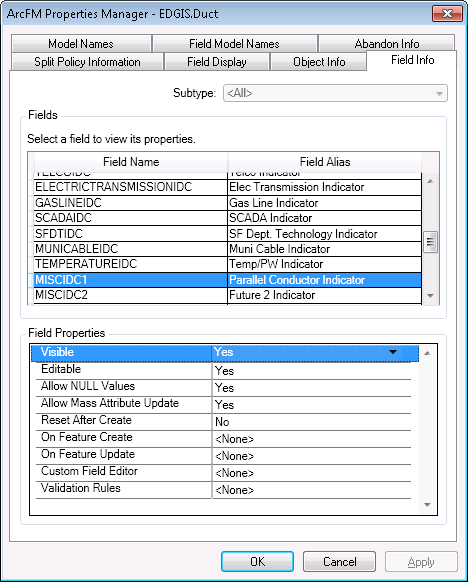 ArcFM Properties Manager - EDGIS.Duct
Model Names Field Model Names Abandon Info
Split Policy Information Field Display Object Info Field Info
Subtype: <All>
Fields
Select a field to view its properties.
Field Name Field Alias
TELCOIDC Telco Indicator
ELECTRICTRANSMISSIONIDC Elec Transmission Indicator
GASLINEIDC Gas Line Indicator
SCADAIDC SCADA Indicator
SFDTIDC SF Dept. Technology Indicator
MUNICABLEIDC Muni Cable Indicator
TEMPERATUREIDC Temp/PW Indicator
MISCIDC1 Parallel Conductor Indicator
MISCIDC2 Future 2 Indicator
Field Properties
Visible Yes
Editable Yes
Allow NULL Values Yes
Allow Mass Attribute Update Yes
Reset After Create No
On Feature Create <None>
On Feature Update <None>
Custom Field Editor <None>
Validation Rules <None>
OK Cancel Apply